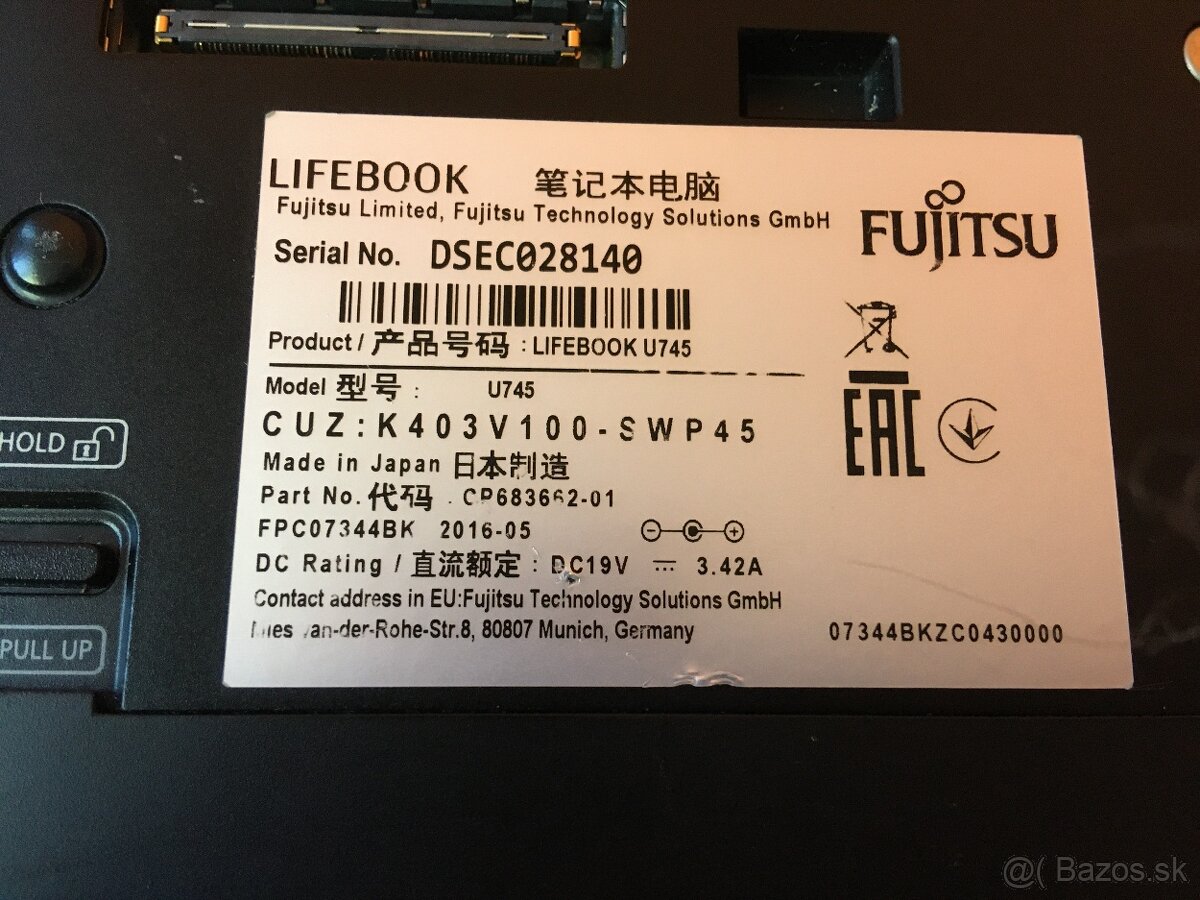 LIFEBOOK 笔记本电脑
Fujitsu Limited, Fujitsu Technology Solutions GmbH
FUJITSU
Serial No. DSEC028140
Product / 产品号码 : LIFEBOOK U745
Model 型号 : U745
CUZ:K403V100-SWP45
EAC
Made in Japan 日本制造
Part No. 代码 . CP683662-01
FPC07344BK 2016-05
DC Rating / 直流额定 : DC19V ⎓ 3.42A
Contact address in EU:Fujitsu Technology Solutions GmbH
Mies van-der-Rohe-Str.8, 80807 Munich, Germany
07344BKZC0430000
HOLD
PULL UP
@( Bazos.sk